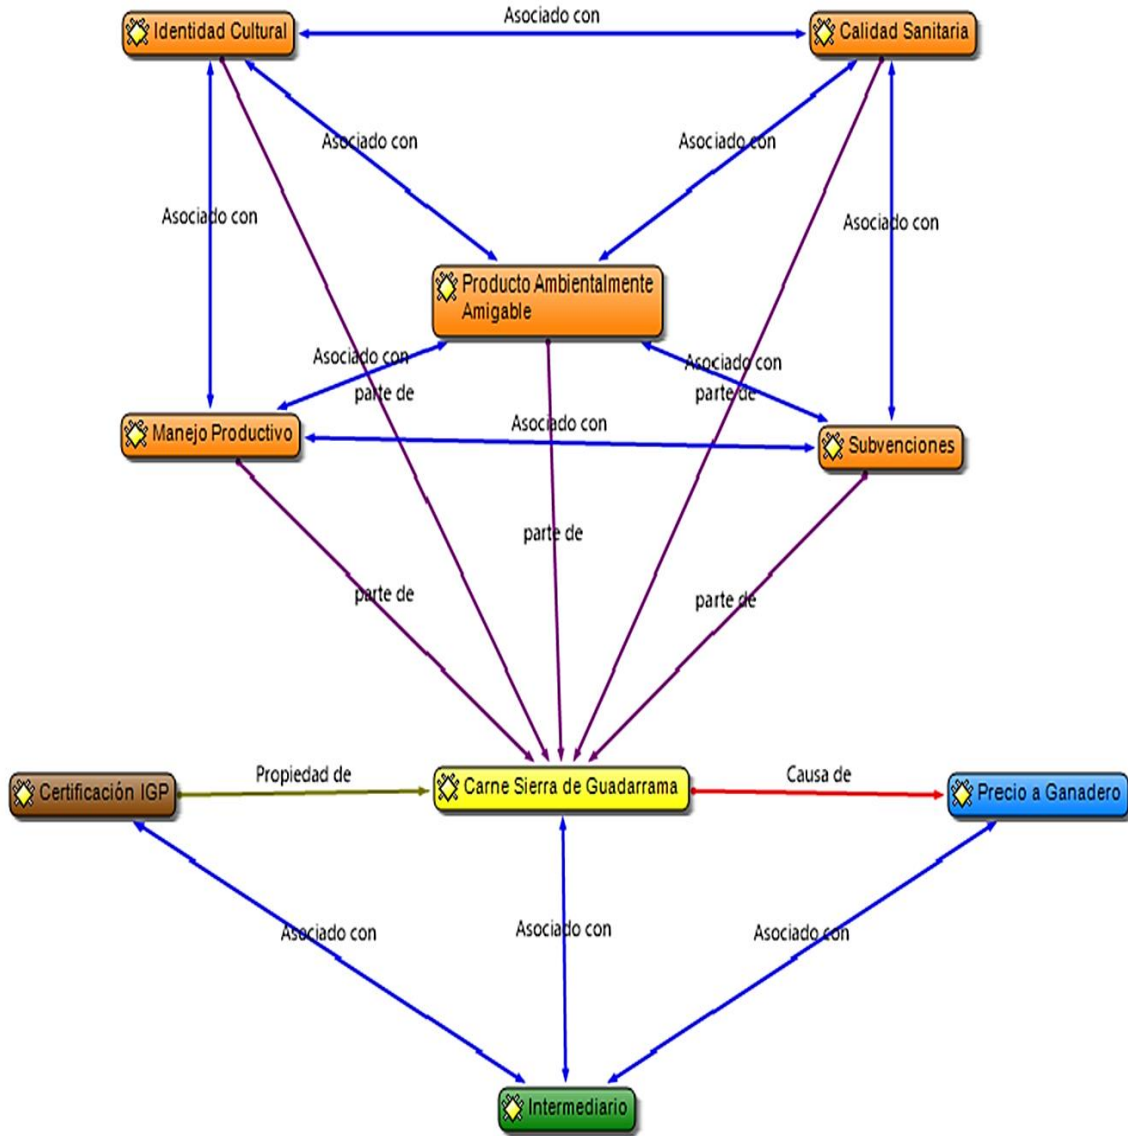 Asociado con
Identidad Cultural
Calidad Sanitaria
Asociado con
Asociado con
Asociado con
Asociado con
Producto Ambientalmente
Amigable
Asociado con
Asociado con
parte de
parte de
Manejo Productivo
Asociado con
Subvenciones
parte de
parte de
parte de
Certificación IGP
Propiedad de
Carne Sierra de Guadarrama
Causa de
Precio a Ganadero
Asociado con
Asociado con
Asociado con
Intermediario